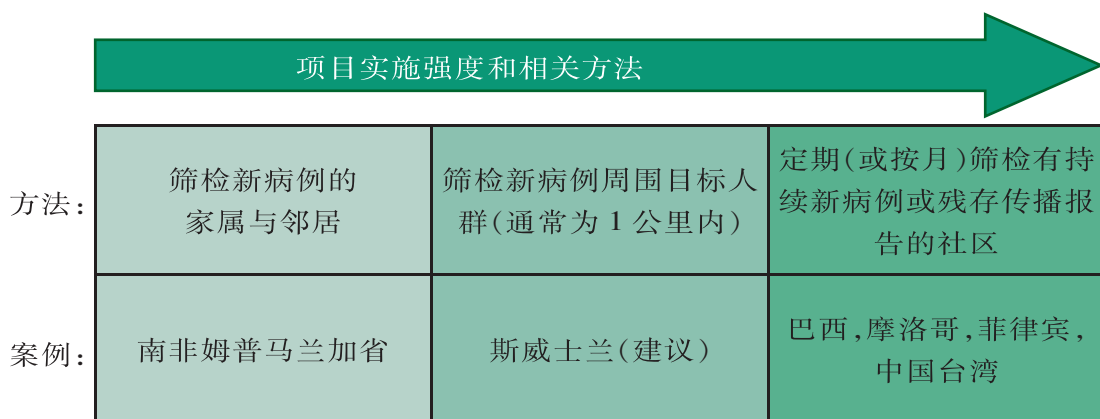 项目实施强度和相关方法
方法：
筛检新病例的
家属与邻居
筛检新病例周围目标人
群(通常为1公里内)
定期(或按月)筛检有持
续新病例或残存传播报
告的社区
案例：
南非姆普马兰加省
斯威士兰(建议)
巴西,摩洛哥,菲律宾,
中国台湾